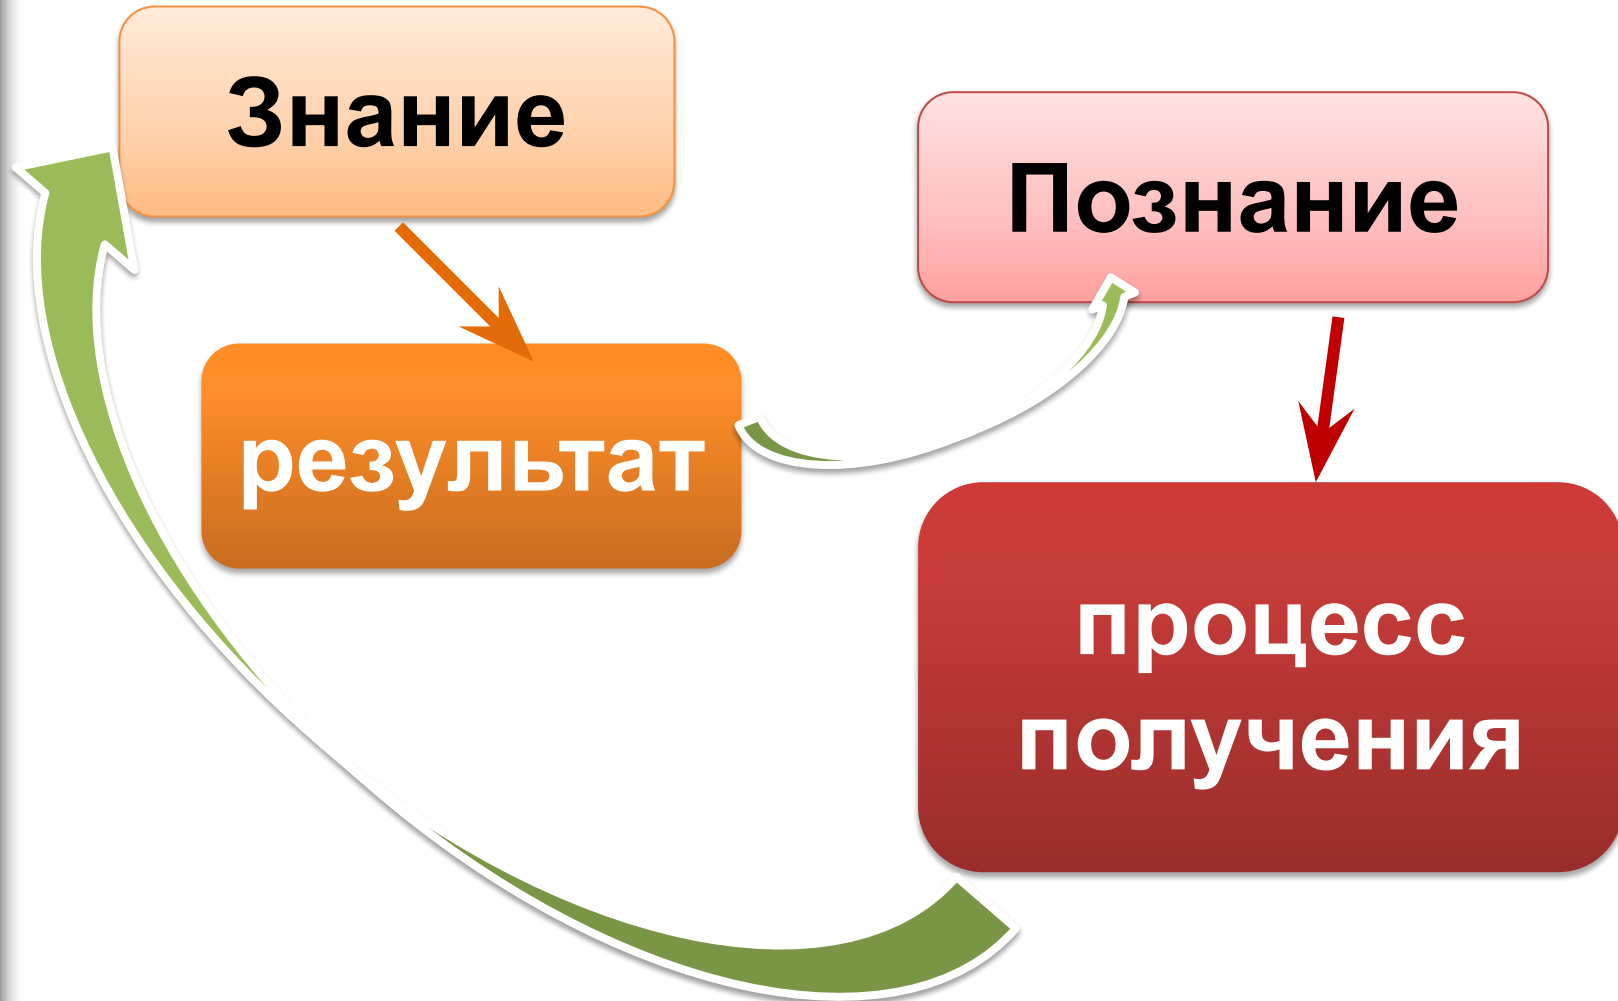 Знание
Познание
результат
процесс
получения